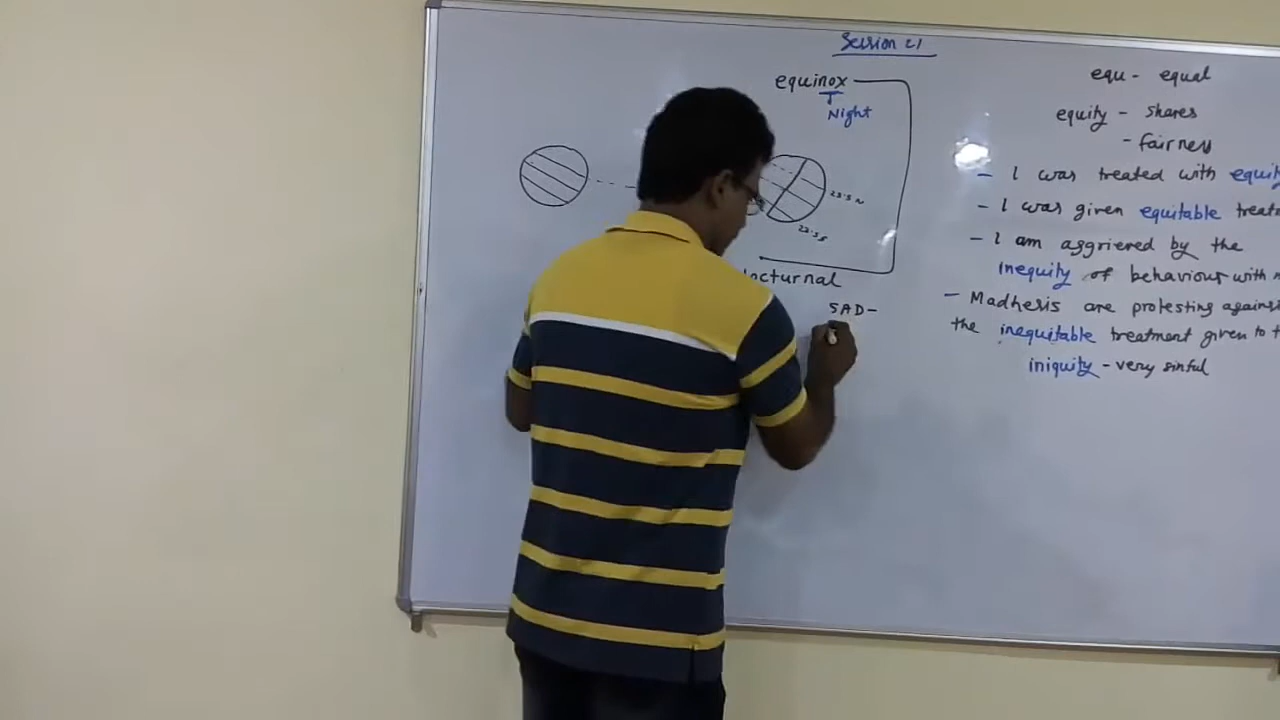 Session 21
equinox
Night
23.5 N
23.5 S
nocturnal
SAD-
equ - equal
equity - shares
- fairness
- I was treated with equity
- I was given equitable
- I am aggrieved by the
inequity of behaviour with
- Madhesis are protesting against
the inequitable treatment given to
iniquity - very sinful